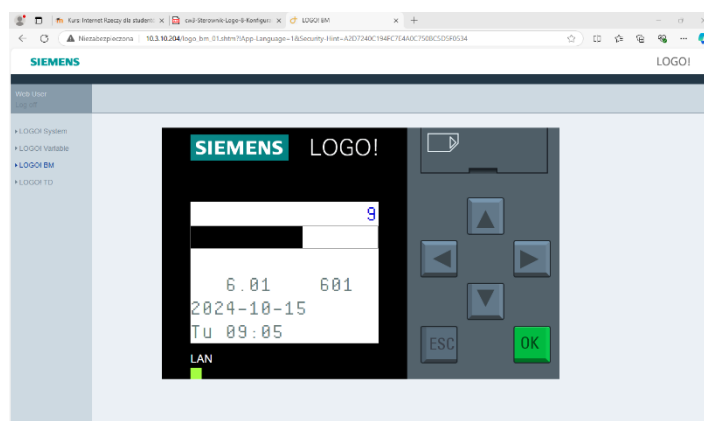 Kurs: Internet Rzeczy dla studentó
cw3-Sterownik-Logo-8-Konfigura
LOGO! BM
Niezabezpieczona
10.3.10.204/logo_bm_01.shtm?!App-Language=1&Security-Hint=A2D7240C194FC7E4A0C750BC5D5F0534
SIEMENS
LOGO!
Web User
Log off
LOGO! System
LOGO! Variable
LOGO! BM
LOGO! TD
SIEMENS LOGO!
9
6.01 601
2024-10-15
Tu 09:05
LAN
ESC
OK